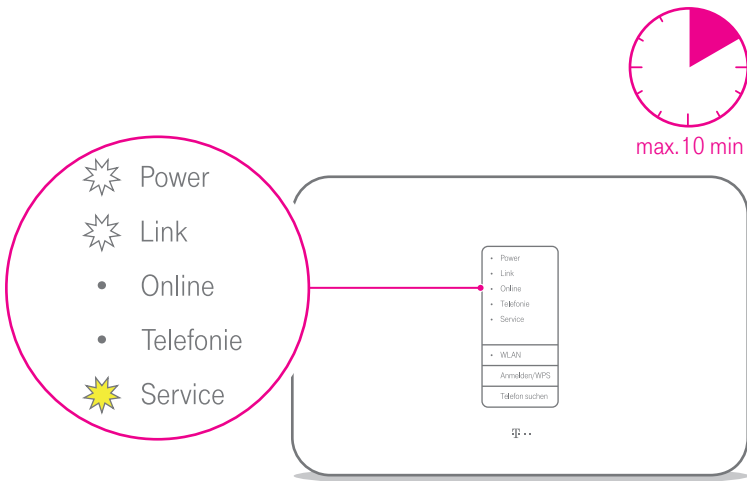 max.10 min
Power
Link
Online
Telefonie
Service
Power
Link
Online
Telefonie
Service
WLAN
Anmelden/WPS
Telefon suchen
T